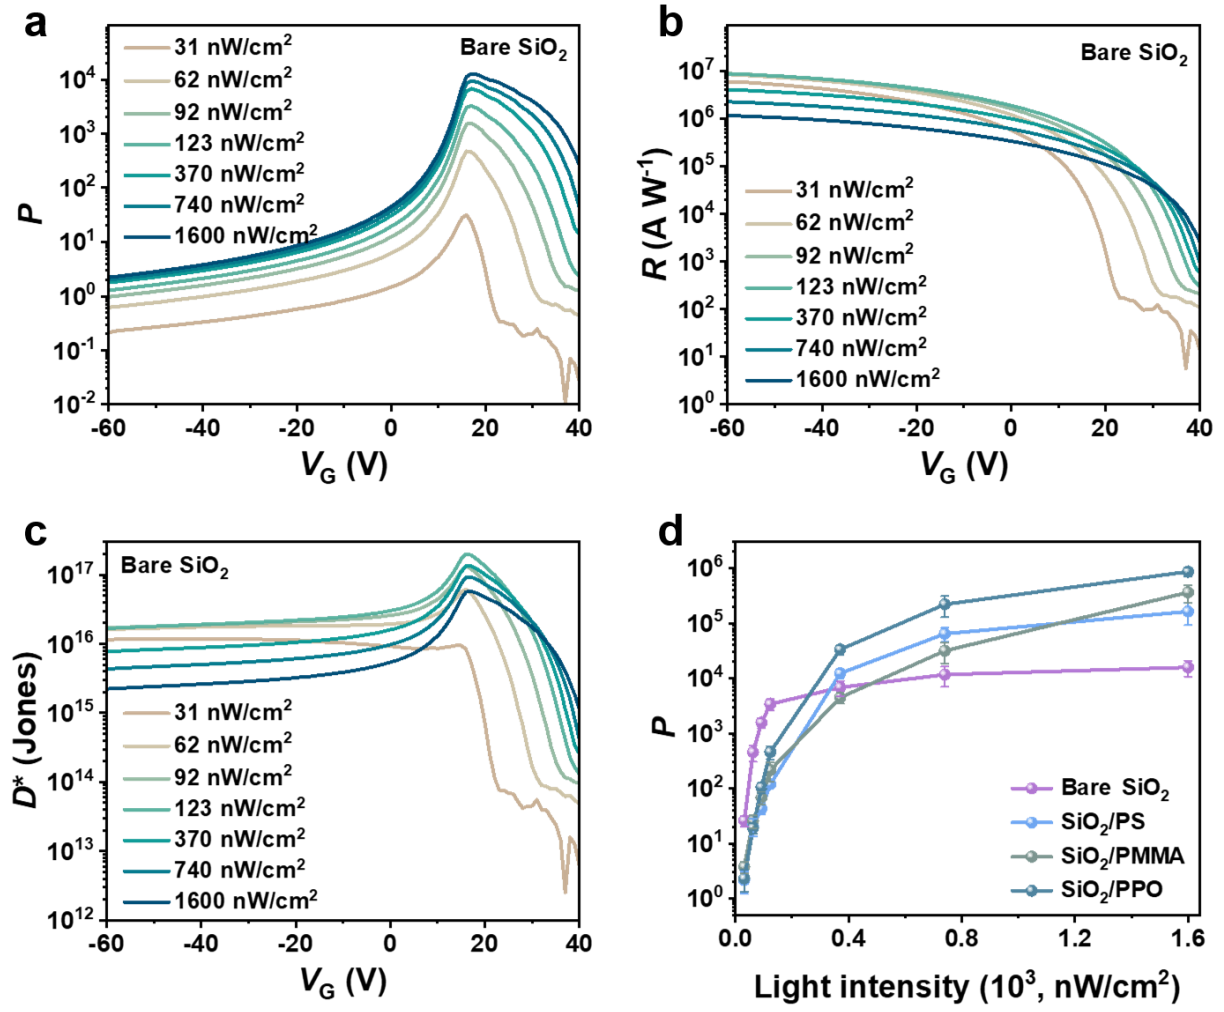 a
Bare SiO₂
31 nW/cm²
62 nW/cm²
92 nW/cm²
123 nW/cm²
370 nW/cm²
740 nW/cm²
1600 nW/cm²
10⁴
10³
10²
10¹
10⁰
10⁻¹
10⁻²
P
-60 -40 -20 0 20 40
V_G (V)
b
Bare SiO₂
10⁷
10⁶
10⁵
10⁴
10³
10²
10¹
10⁰
R (A W⁻¹)
31 nW/cm²
62 nW/cm²
92 nW/cm²
123 nW/cm²
370 nW/cm²
740 nW/cm²
1600 nW/cm²
-60 -40 -20 0 20 40
V_G (V)
c
Bare SiO₂
10¹⁷
10¹⁶
10¹⁵
10¹⁴
10¹³
10¹²
D* (Jones)
31 nW/cm²
62 nW/cm²
92 nW/cm²
123 nW/cm²
370 nW/cm²
740 nW/cm²
1600 nW/cm²
-60 -40 -20 0 20 40
V_G (V)
d
10⁶
10⁵
10⁴
10³
10²
10¹
10⁰
P
Bare SiO₂
SiO₂/PS
SiO₂/PMMA
SiO₂/PPO
0.0 0.4 0.8 1.2 1.6
Light intensity (10³, nW/cm²)